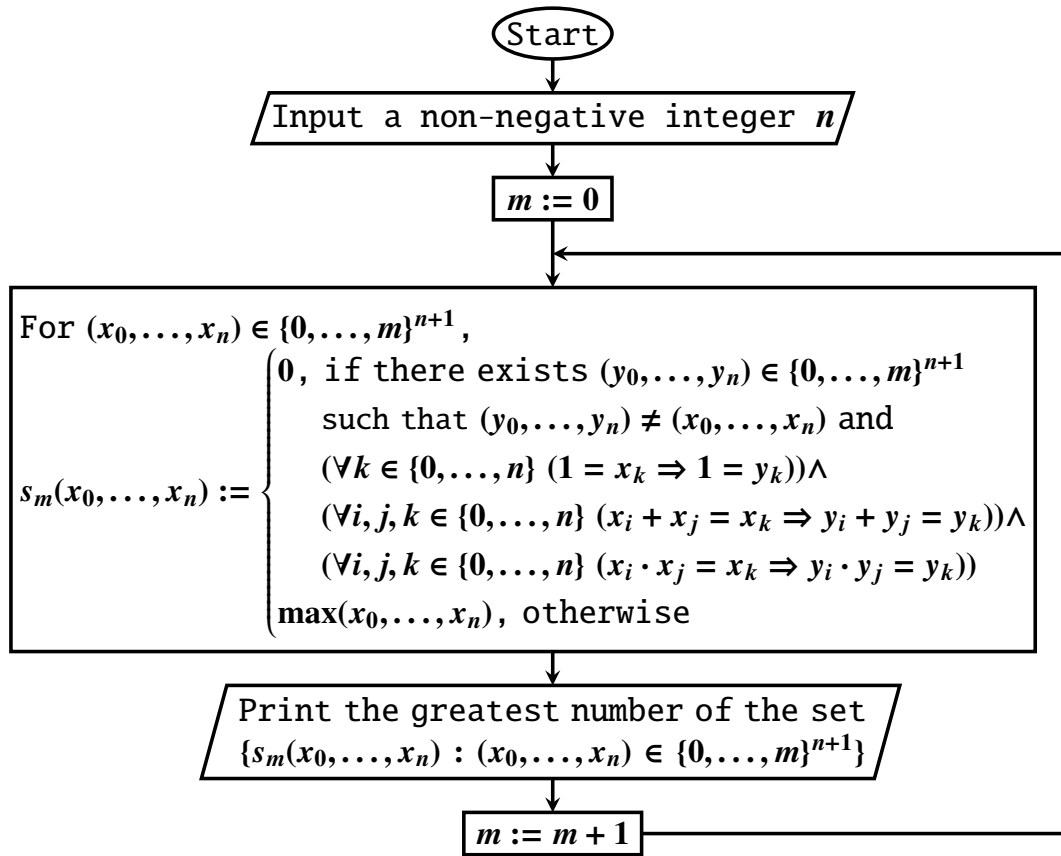 Start
Input a non-negative integer n
m := 0
For (x₀,…,xₙ) ∈ {0,…,m}ⁿ⁺¹,
0, if there exists (y₀,…,yₙ) ∈ {0,…,m}ⁿ⁺¹
such that (y₀,…,yₙ) ≠ (x₀,…,xₙ) and
(∀k ∈ {0,…,n} (1 = xₖ ⇒ 1 = yₖ))∧
sₘ(x₀,…,xₙ) :=
(∀i, j, k ∈ {0,…,n} (xᵢ + xⱼ = xₖ ⇒ yᵢ + yⱼ = yₖ))∧
(∀i, j, k ∈ {0,…,n} (xᵢ · xⱼ = xₖ ⇒ yᵢ · yⱼ = yₖ))
max(x₀,…,xₙ), otherwise
Print the greatest number of the set
{sₘ(x₀,…,xₙ) : (x₀,…,xₙ) ∈ {0,…,m}ⁿ⁺¹}
m := m + 1